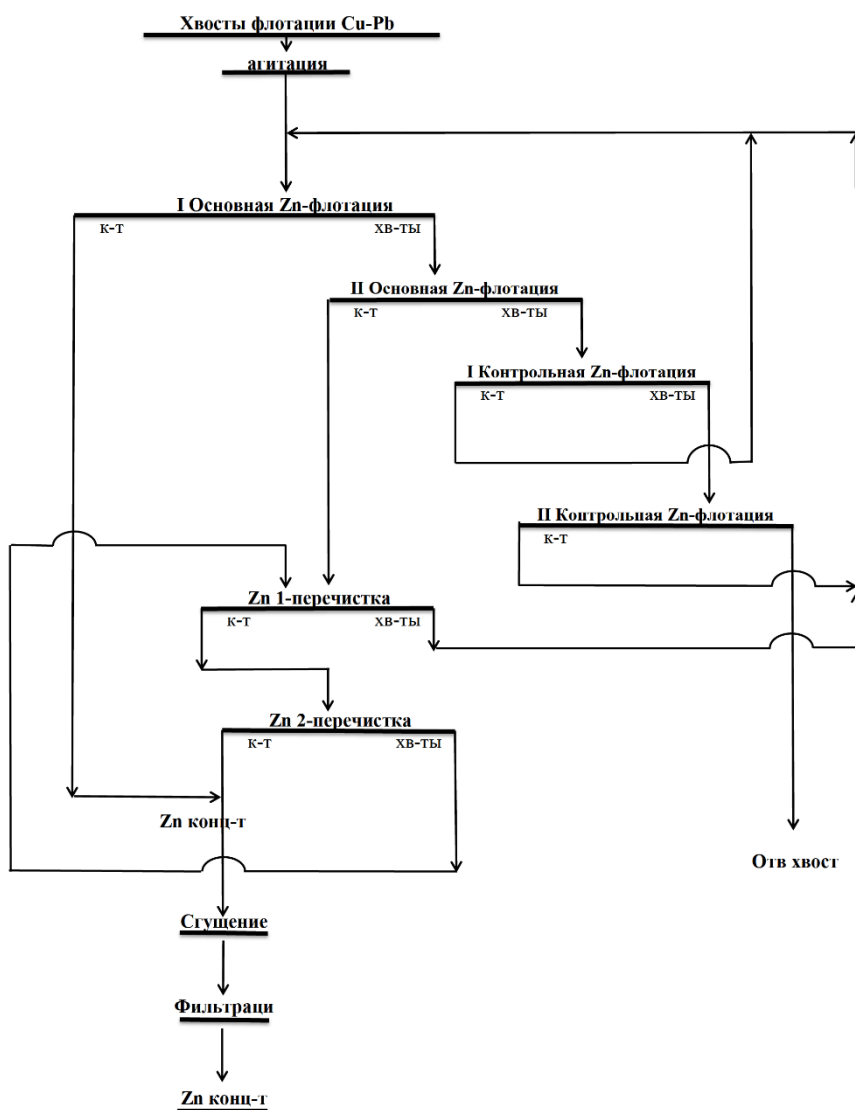 Хвосты флотации Cu-Pb
агитация
I Основная Zn-флотация
к-т хв-ты
II Основная Zn-флотация
к-т хв-ты
I Контрольная Zn-флотация
к-т хв-ты
II Контрольная Zn-флотация
к-т
Zn 1-перечистка
к-т хв-ты
Zn 2-перечистка
к-т хв-ты
Zn конц-т
Отв хвост
Сгущение
Фильтраци
Zn конц-т